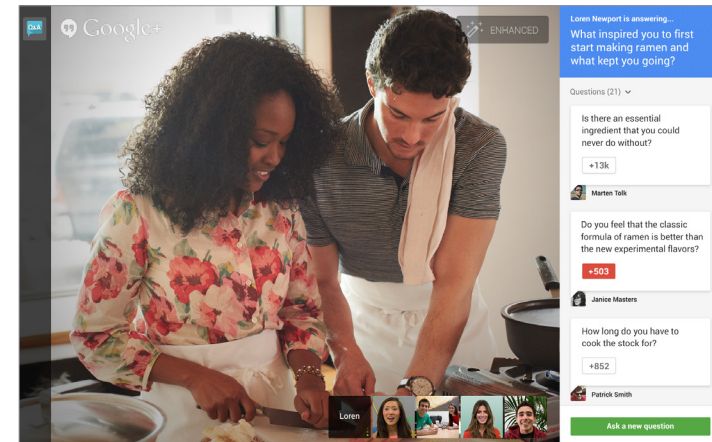 Q&A
Google+
ENHANCED
Loren Newport is answering...
What inspired you to first
start making ramen and
what kept you going?
Questions (21)
Is there an essential
ingredient that you could
never do without?
+13k
Marten Tolk
Do you feel that the classic
formula of ramen is better than
the new experimental flavors?
+503
Janice Masters
How long do you have to
cook the stock for?
+852
Patrick Smith
Loren
Ask a new question